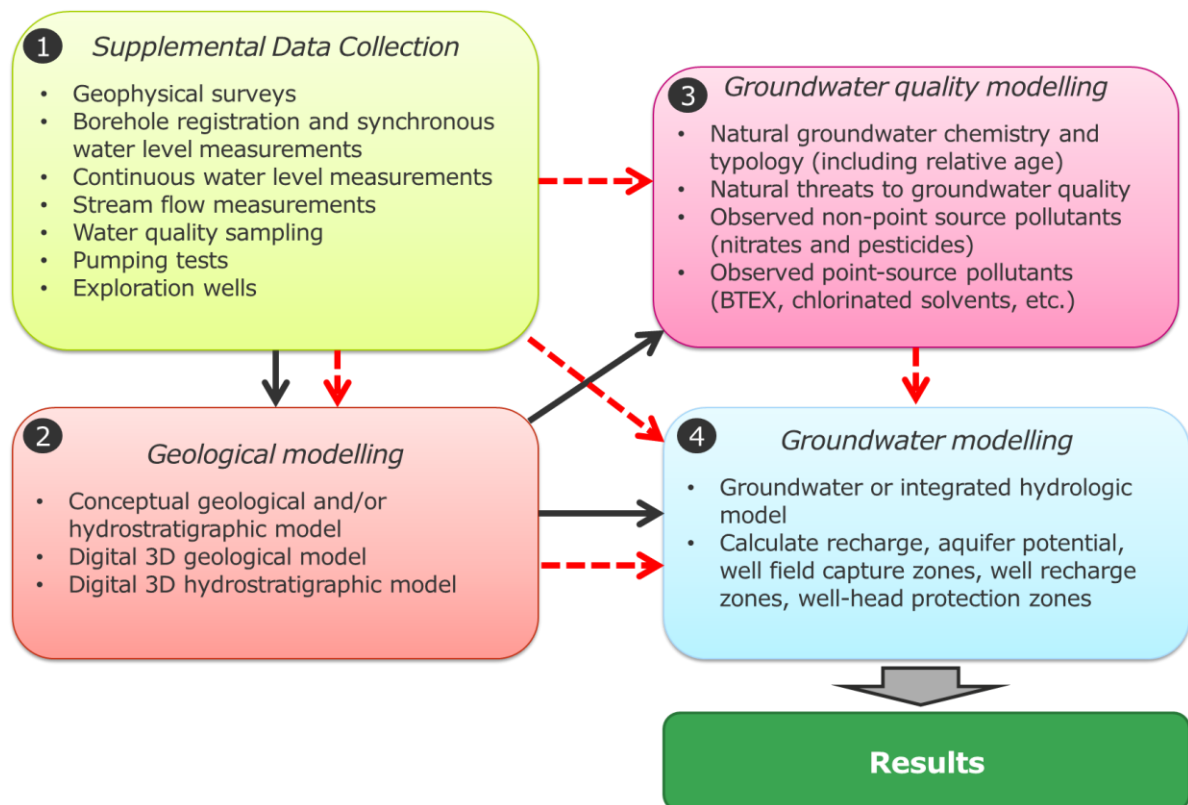 1
Supplemental Data Collection
• Geophysical surveys
• Borehole registration and synchronous
water level measurements
• Continuous water level measurements
• Stream flow measurements
• Water quality sampling
• Pumping tests
• Exploration wells
2
Geological modelling
• Conceptual geological and/or
hydrostratigraphic model
• Digital 3D geological model
• Digital 3D hydrostratigraphic model
3
Groundwater quality modelling
• Natural groundwater chemistry and
typology (including relative age)
• Natural threats to groundwater quality
• Observed non-point source pollutants
(nitrates and pesticides)
• Observed point-source pollutants
(BTEX, chlorinated solvents, etc.)
4
Groundwater modelling
• Groundwater or integrated hydrologic
model
• Calculate recharge, aquifer potential,
well field capture zones, well recharge
zones, well-head protection zones
Results